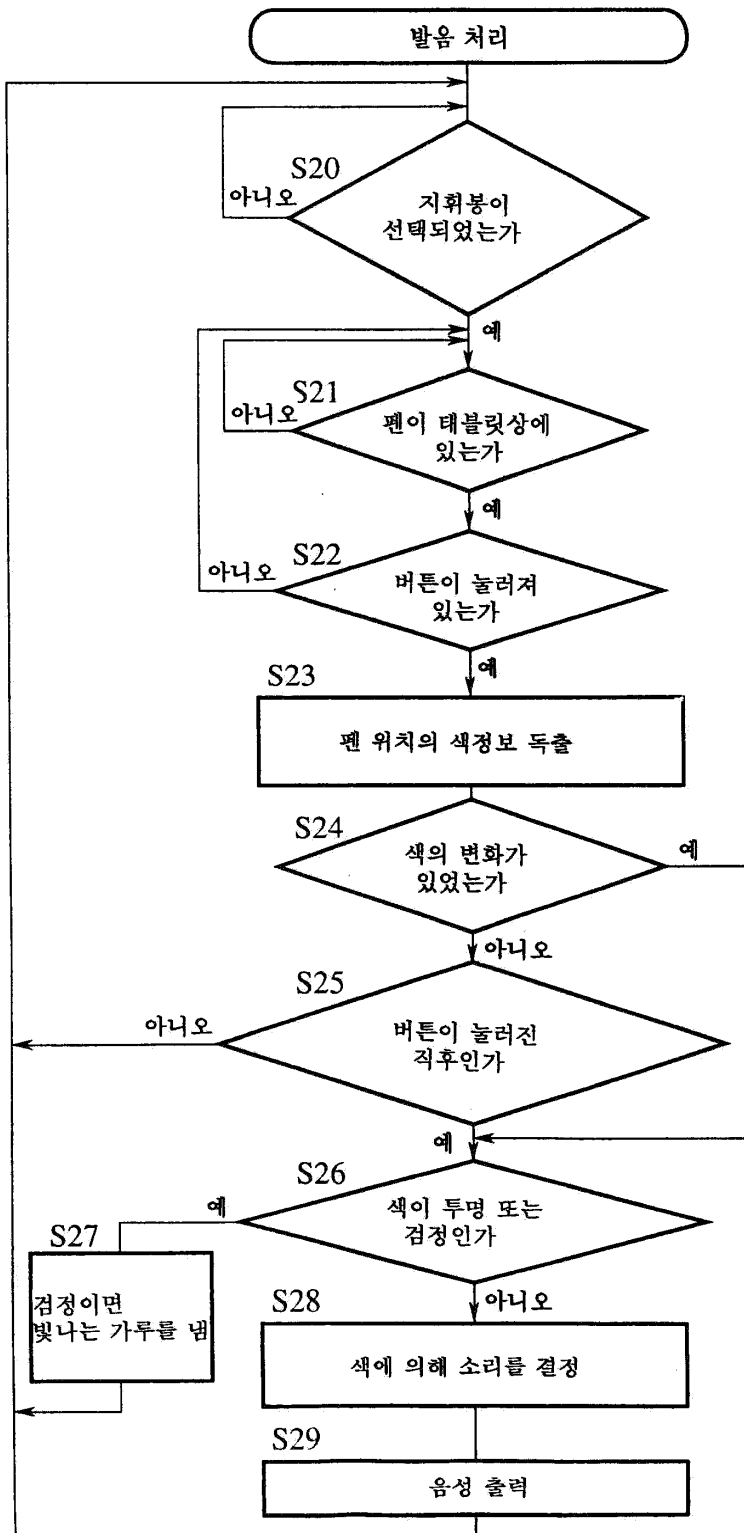 발음 처리
S20
아니오
지휘봉이
선택되었는가
예
S21
아니오
펜이 태블릿상에
있는가
예
S22
아니오
버튼이 눌러져
있는가
예
S23
펜 위치의 색정보 독출
S24
색의 변화가
있었는가
예
아니오
S25
아니오
버튼이 눌러진
직후인가
예
S26
예
색이 투명 또는
검정인가
S27
검정이면
빛나는 가루를 냄
아니오
S28
색에 의해 소리를 결정
S29
음성 출력